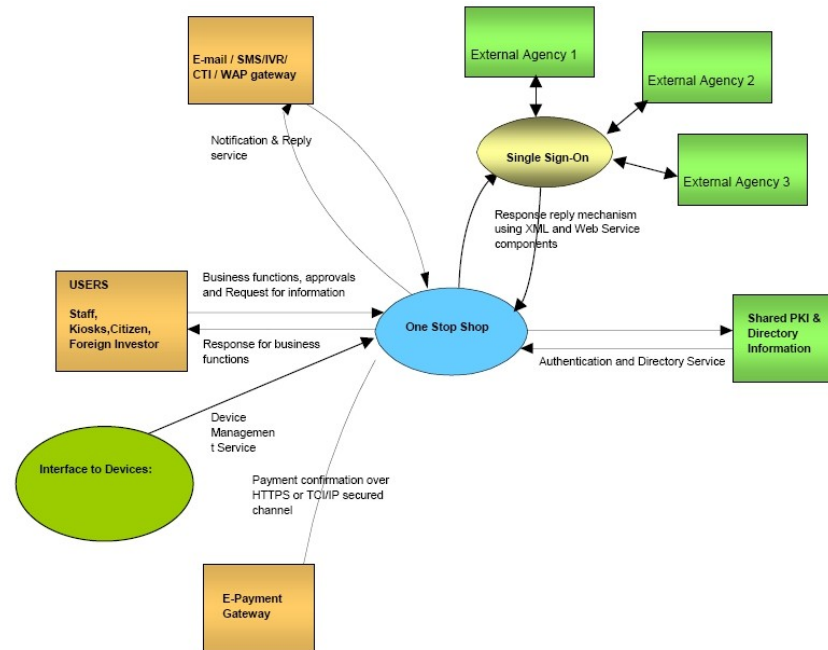 E-mail / SMS/IVR/
CTI / WAP gateway
External Agency 1
External Agency 2
External Agency 3
Single Sign-On
Notification & Reply
service
Response reply mechanism
using XML and Web Service
components
USERS
Staff,
Kiosks,Citizen,
Foreign Investor
Business functions, approvals
and Request for information
Response for business
functions
One Stop Shop
Shared PKI &
Directory
Information
Authentication and Directory Service
Device
Managemen
t Service
Interface to Devices:
Payment confirmation over
HTTPS or TCI/IP secured
channel
E-Payment
Gateway